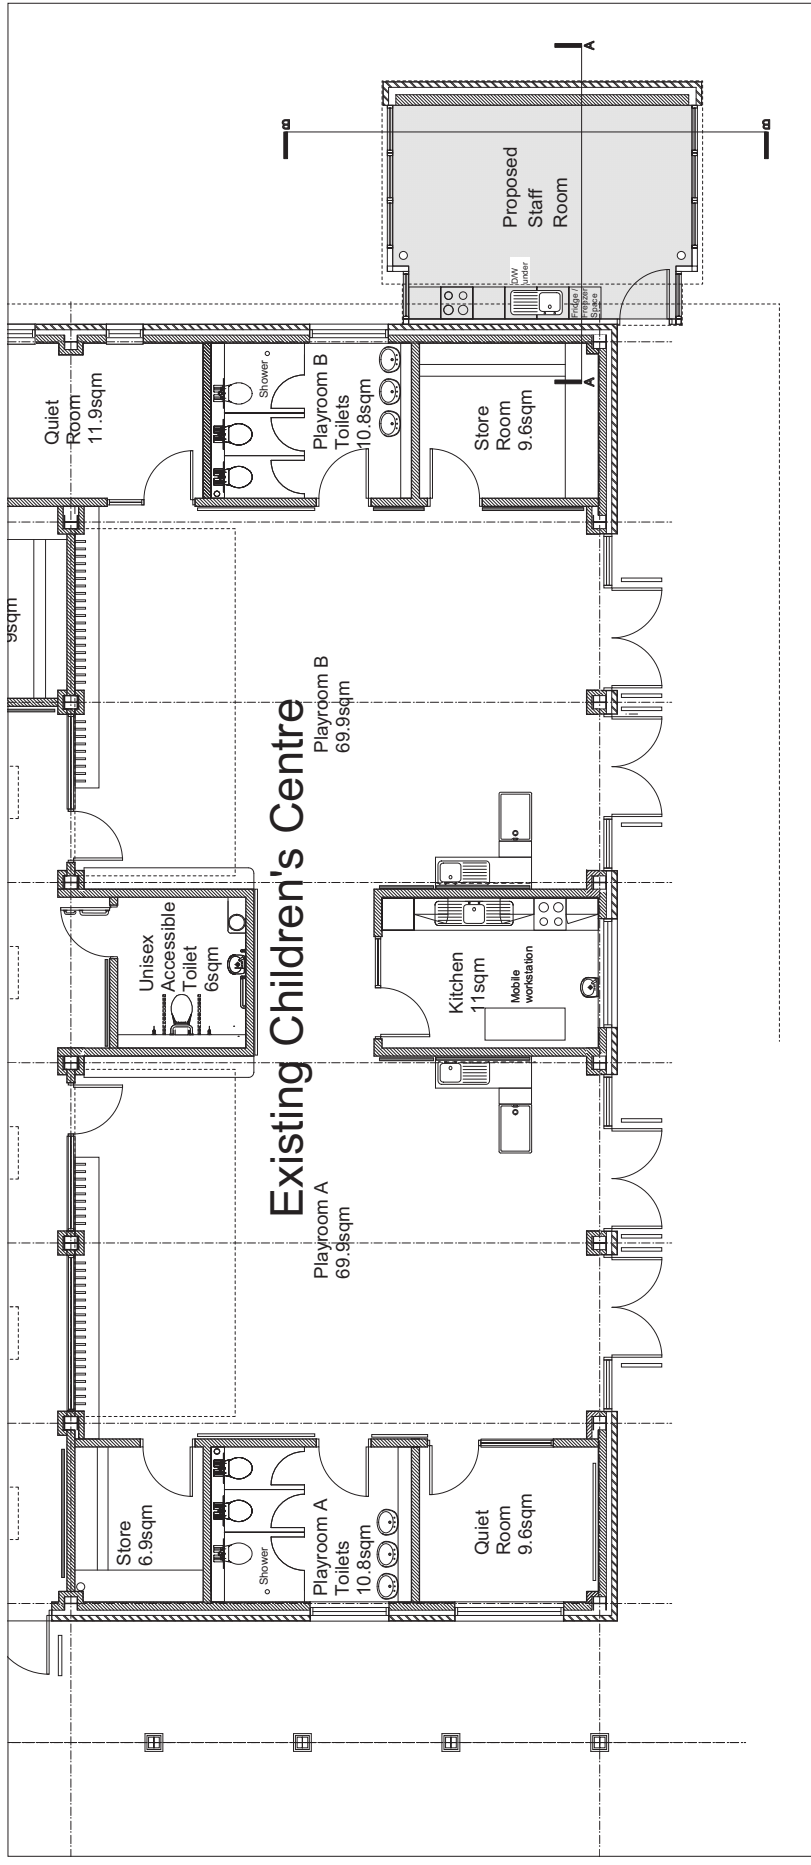 Existing Children's Centre
Store
6.9sqm
Shower
Playroom A
Toilets
10.8sqm
Quiet
Room
9.6sqm
Playroom A
69.9sqm
Unisex
Accessible
Toilet
6sqm
Kitchen
11sqm
Mobile
workstation
Playroom B
69.9sqm
9sqm
Quiet
Room
11.9sqm
Shower
Playroom B
Toilets
10.8sqm
Store
Room
9.6sqm
A
Fridge /
Freezer
Space
D/W
under
Proposed
Staff
Room
B
B
A